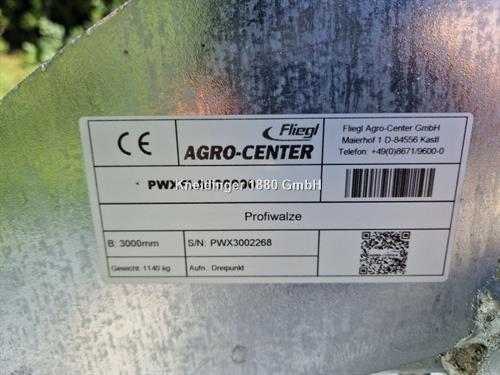 CE
Fliegl
AGRO-CENTER
Fliegl Agro-Center GmbH
Maierhof 1 D-84556 Kastl
Telefon: +49(0)8671/9600-0
Kneidinger 1880 GmbH
Profiwalze
B: 3000mm
S/N: PWX3002268
Gewicht: 1140 kg
Aufn.: Dreipunkt